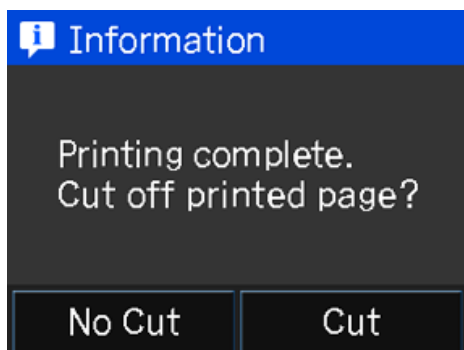 Information
Printing complete.
Cut off printed page?
No Cut
Cut